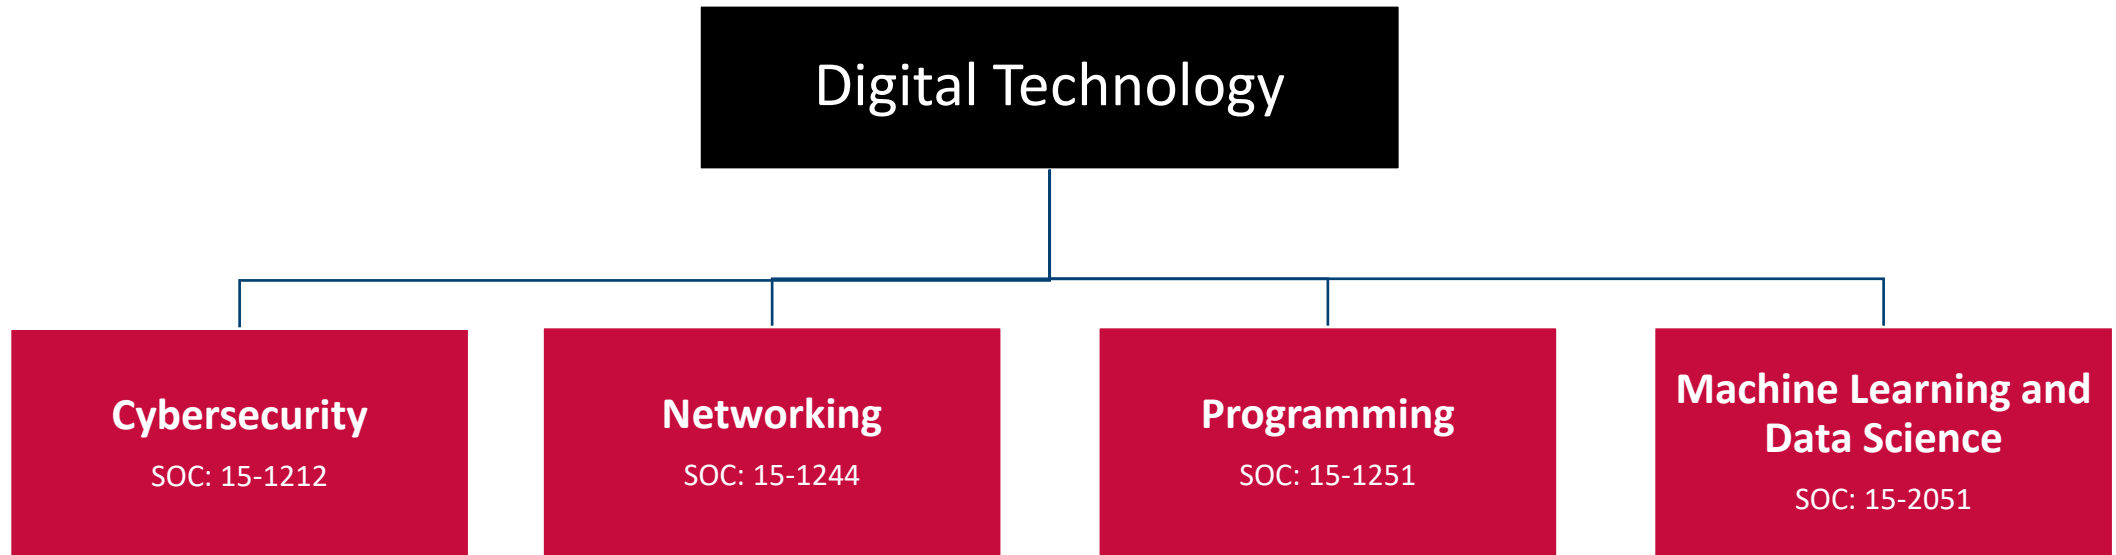 Digital Technology
Cybersecurity
SOC: 15-1212
Networking
SOC: 15-1244
Programming
SOC: 15-1251
Machine Learning and
Data Science
SOC: 15-2051